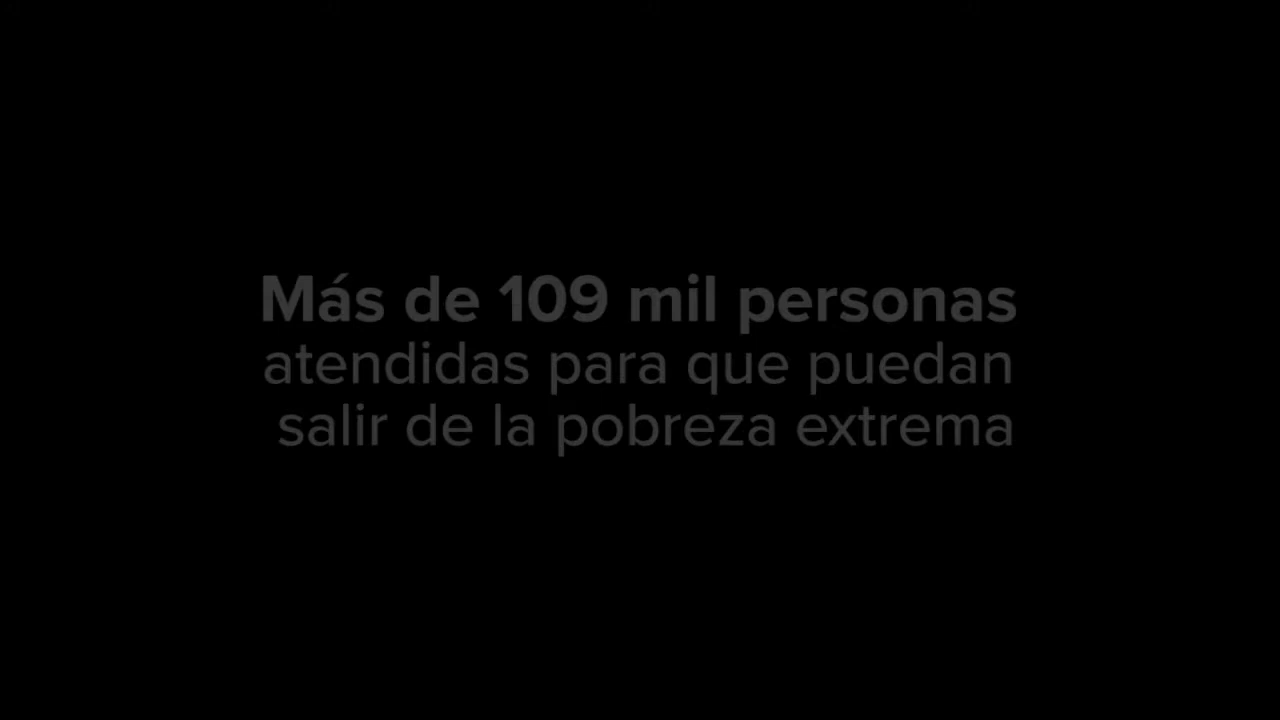 Más de 109 mil personas
atendidas para que puedan
salir de la pobreza extrema